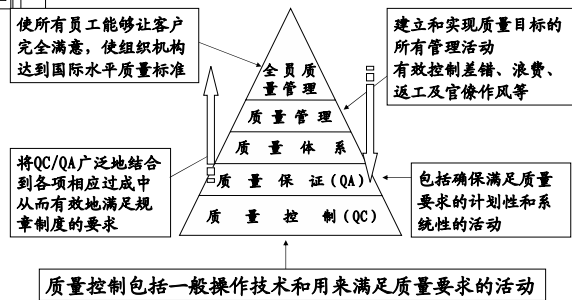 使所有员工能够让客户
完全满意，使组织机构
达到国际水平质量标准
建立和实现质量目标的
所有管理活动
有效控制差错、浪费、
返工及官僚作风等
全员质
量管理
质量管理
质量体系
质量保证(QA)
质量控制(QC)
将QC/QA广泛地结合
到各项相应过成中
从而有效地满足规
章制度的要求
包括确保满足质量
要求的计划性和系
统性的活动
质量控制包括一般操作技术和用来满足质量要求的活动